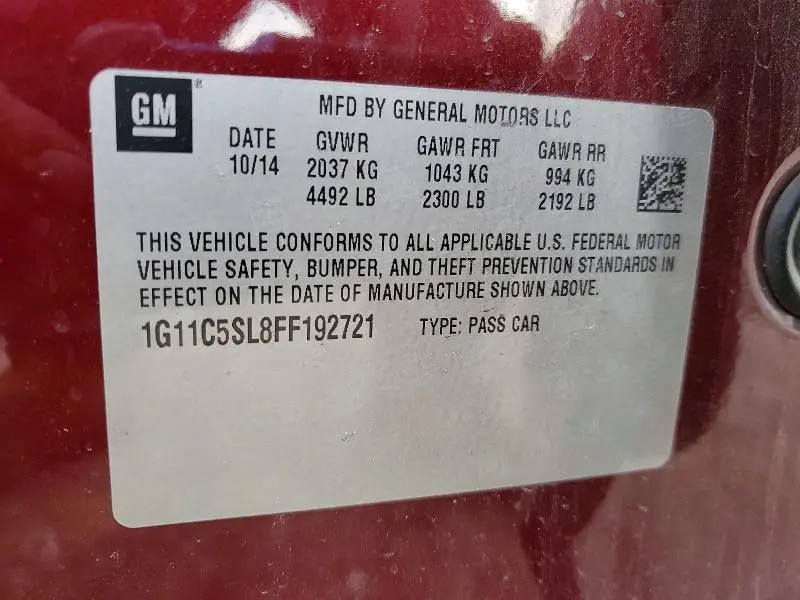 GM ®
MFD BY GENERAL MOTORS LLC
DATE GVWR GAWR FRT GAWR RR
10/14 2037 KG 1043 KG 994 KG
4492 LB 2300 LB 2192 LB
THIS VEHICLE CONFORMS TO ALL APPLICABLE U.S. FEDERAL MOTOR
VEHICLE SAFETY, BUMPER, AND THEFT PREVENTION STANDARDS IN
EFFECT ON THE DATE OF MANUFACTURE SHOWN ABOVE.
1G11C5SL8FF192721 TYPE: PASS CAR